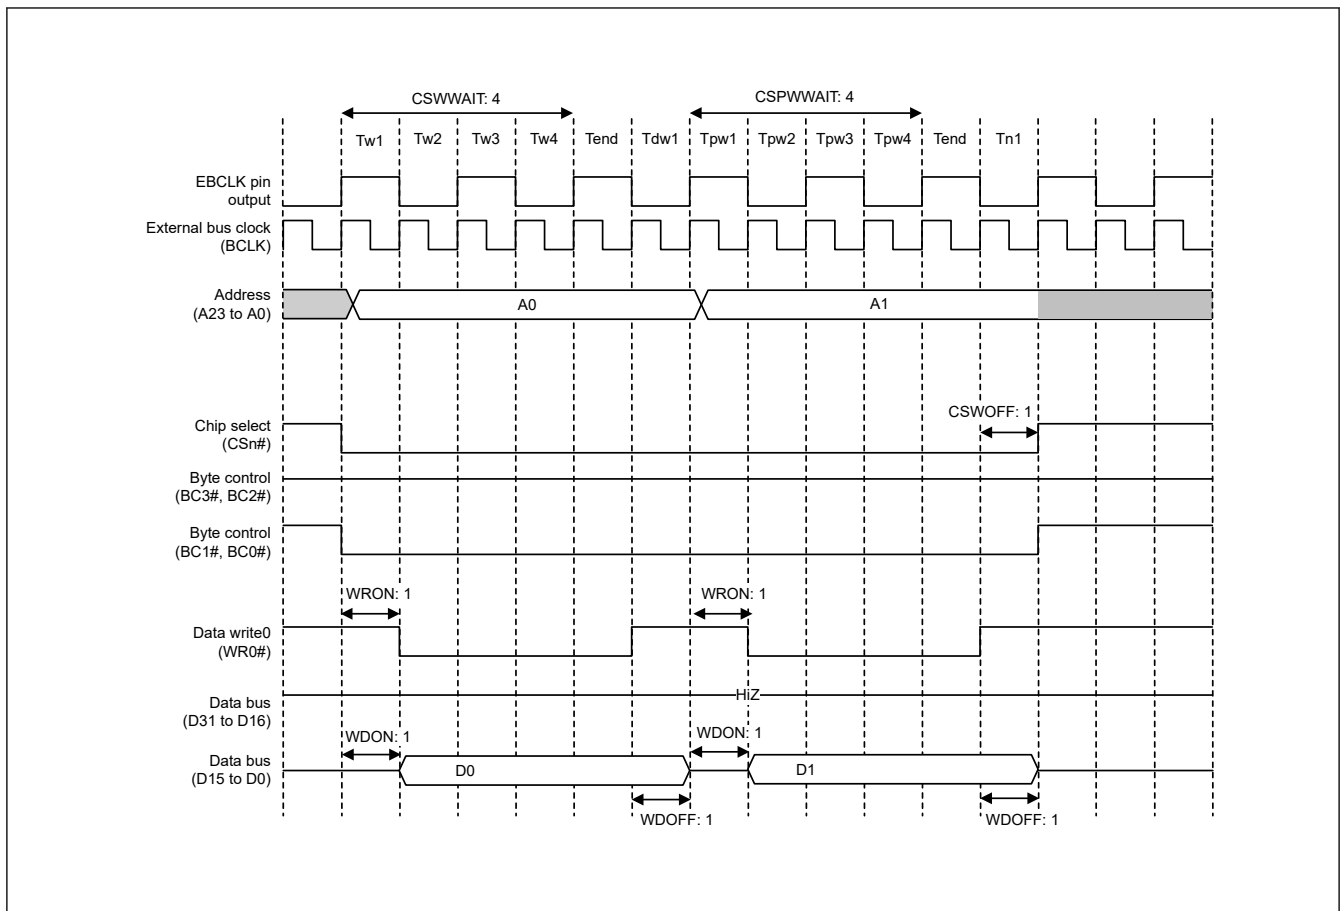 CSWWAIT: 4
CSPWWAIT: 4
Tw1 Tw2 Tw3 Tw4 Tend Tdw1 Tpw1 Tpw2 Tpw3 Tpw4 Tend Tn1
EBCLK pin
output
External bus clock
(BCLK)
Address
(A23 to A0)
A0
A1
CSWOFF: 1
Chip select
(CSn#)
Byte control
(BC3#, BC2#)
Byte control
(BC1#, BC0#)
WRON: 1
WRON: 1
Data write0
(WR0#)
HiZ
Data bus
(D31 to D16)
WDON: 1
WDON: 1
Data bus
(D15 to D0)
D0
D1
WDOFF: 1
WDOFF: 1